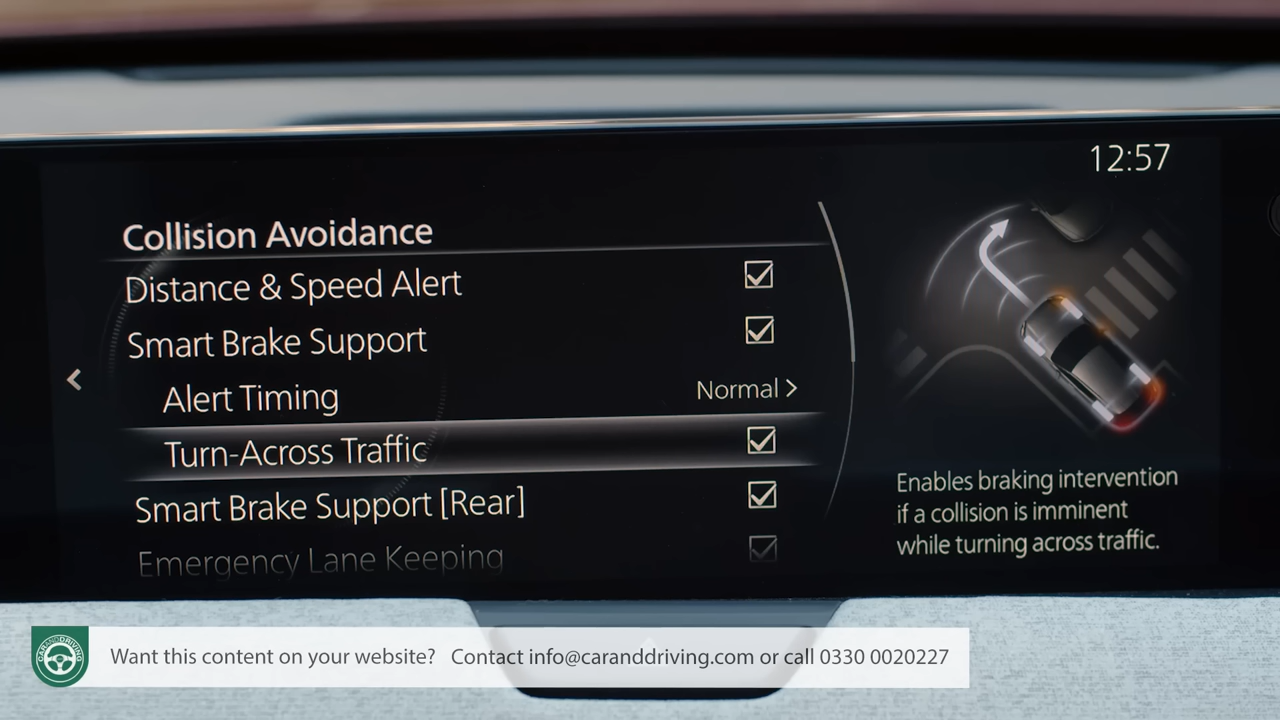 12:57
Collision Avoidance
Distance & Speed Alert
Smart Brake Support
Alert Timing Normal >
Turn-Across Traffic
Smart Brake Support [Rear]
Emergency Lane Keeping
Enables braking intervention
if a collision is imminent
while turning across traffic.
CARANDDRIVING
Want this content on your website? Contact info@caranddriving.com or call 0330 0020227